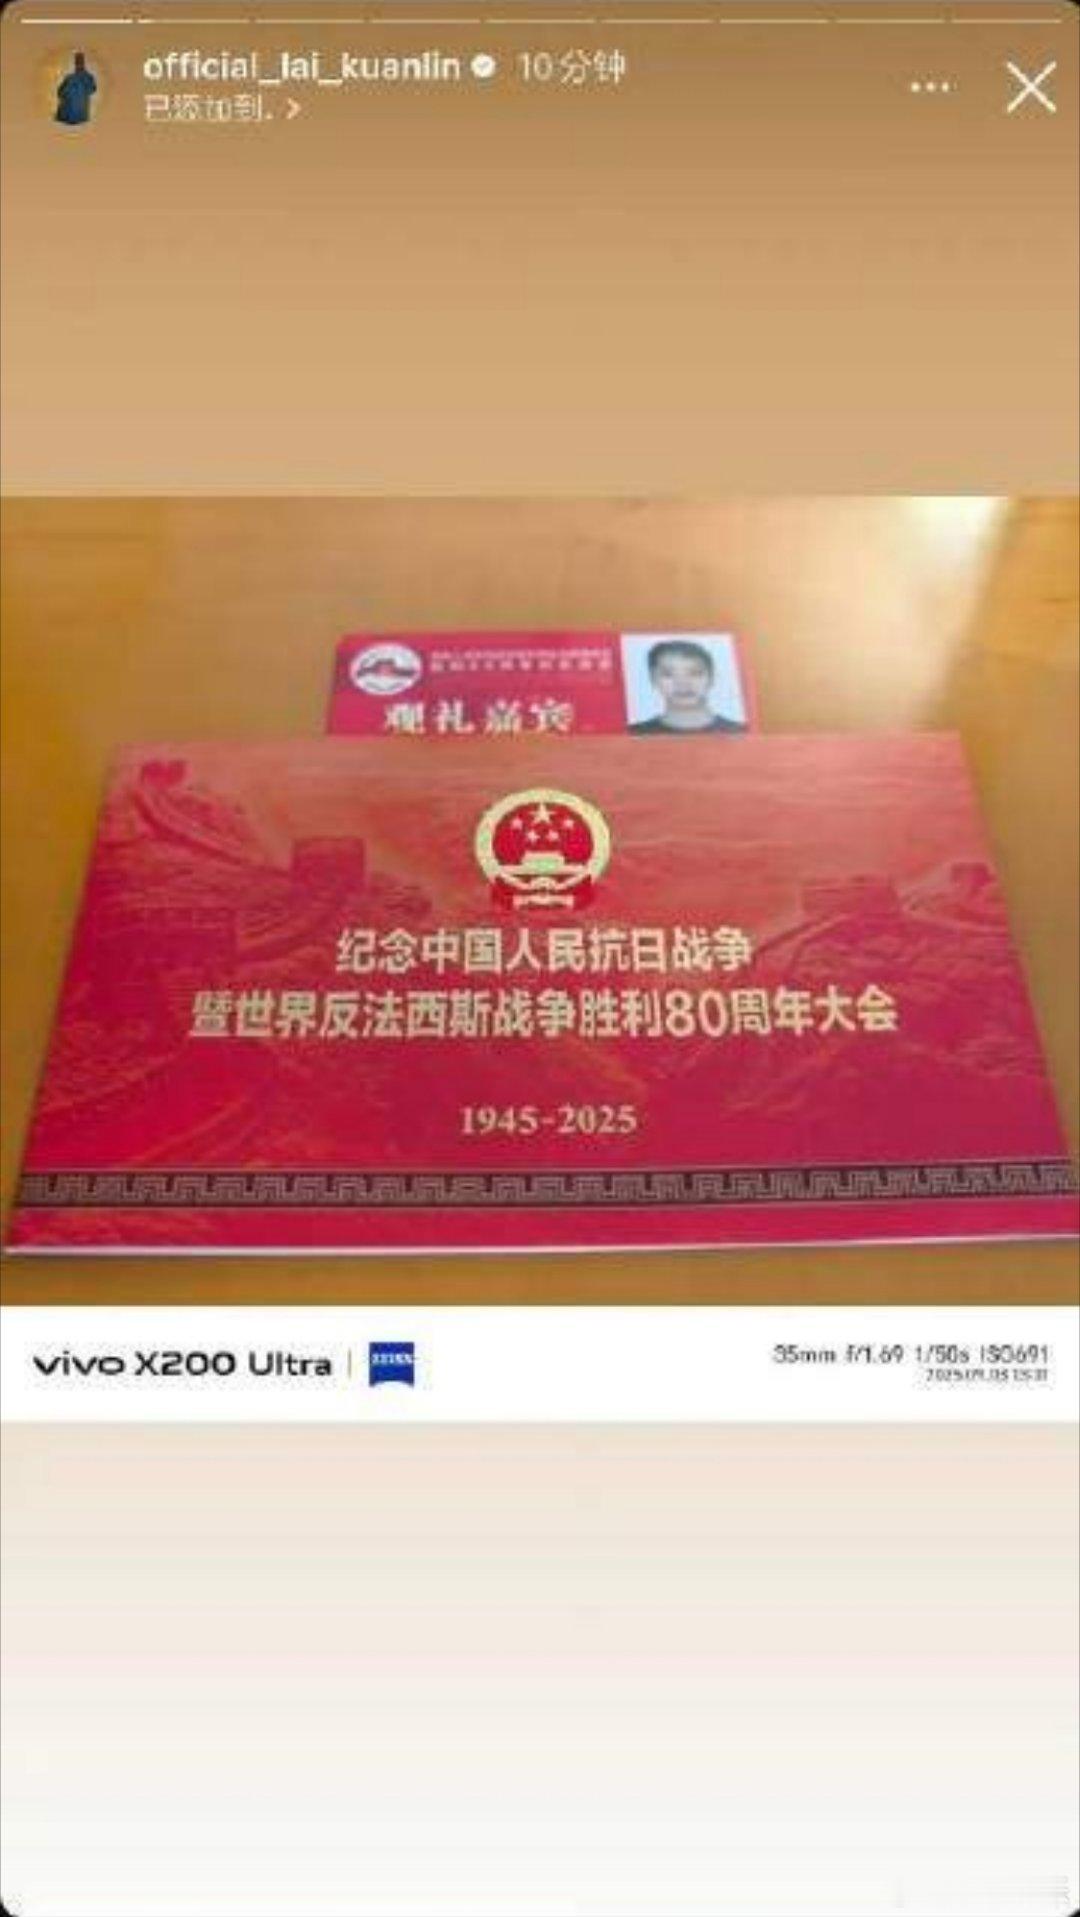 official_lai_kuanlin 10分钟
已添加到.
观礼嘉宾
纪念中国人民抗日战争
暨世界反法西斯战争胜利80周年大会
1945-2025
vivo X200 Ultra
ZEISS
35mm f/1.69 1/50s ISO691